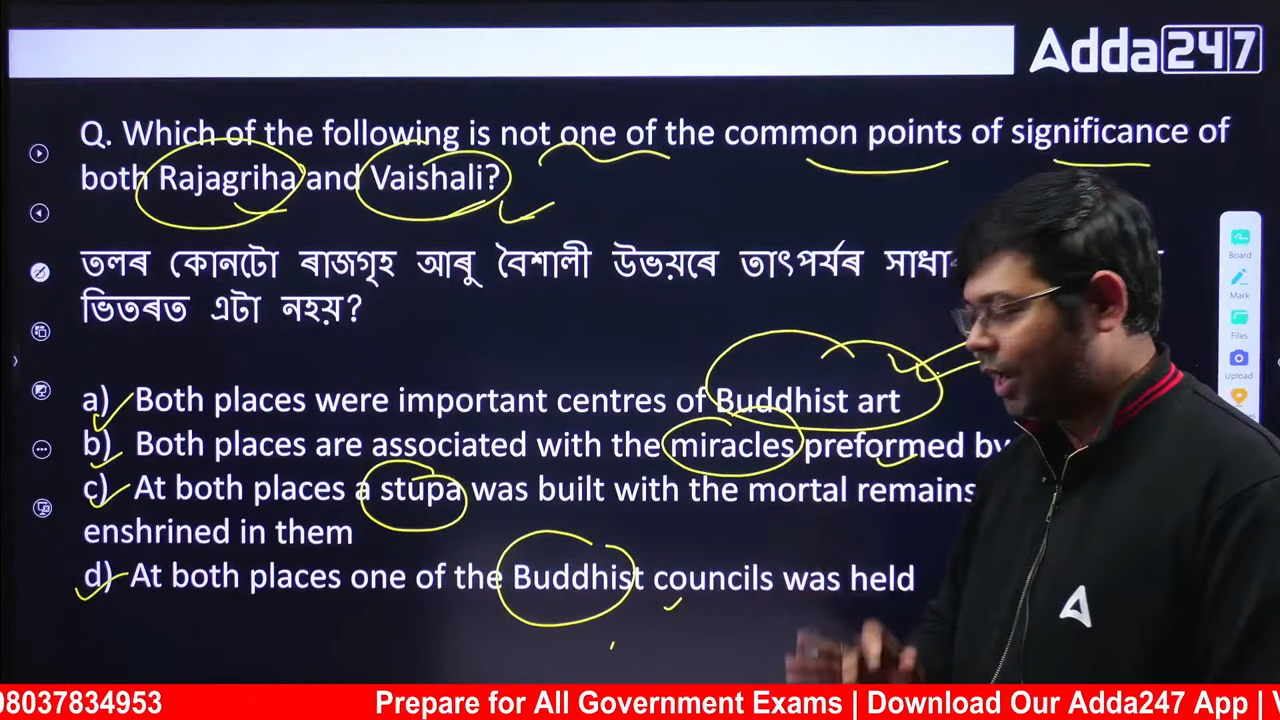 Adda247
Q. Which of the following is not one of the common points of significance of
both Rajagriha and Vaishali?
তলৰ কোনটো ৰাজগৃহ আৰু বৈশালী উভয়ৰে তাৎপৰ্যৰ
ভিতৰত এটা নহয়?
a) Both places were important centres of Buddhist art
b) Both places are associated with the miracles preformed by
c) At both places a stupa was built with the mortal remains
enshrined in them
d) At both places one of the Buddhist councils was held
Board
Mark
Files
Upload
08037834953 Prepare for All Government Exams | Download Our Adda247 App |